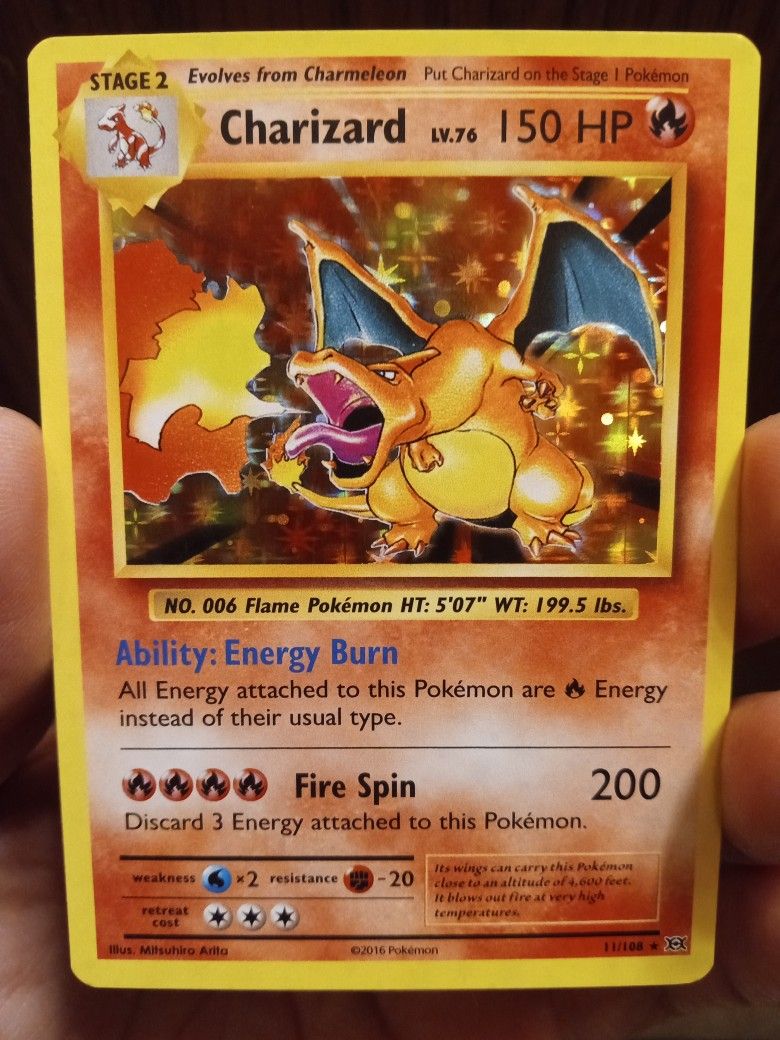 STAGE 2 Evolves from Charmeleon Put Charizard on the Stage 1 Pokémon
Charizard LV.76 150 HP
NO. 006 Flame Pokémon HT: 5'07" WT: 199.5 lbs.
Ability: Energy Burn
All Energy attached to this Pokémon are Energy
instead of their usual type.
Fire Spin 200
Discard 3 Energy attached to this Pokémon.
weakness ×2 resistance -20
retreat
cost
Its wings can carry this Pokémon
close to an altitude of 4,600 feet.
It blows out fire at very high
temperatures.
Illus. Mitsuhiro Arita ©2016 Pokémon 11/108 ★